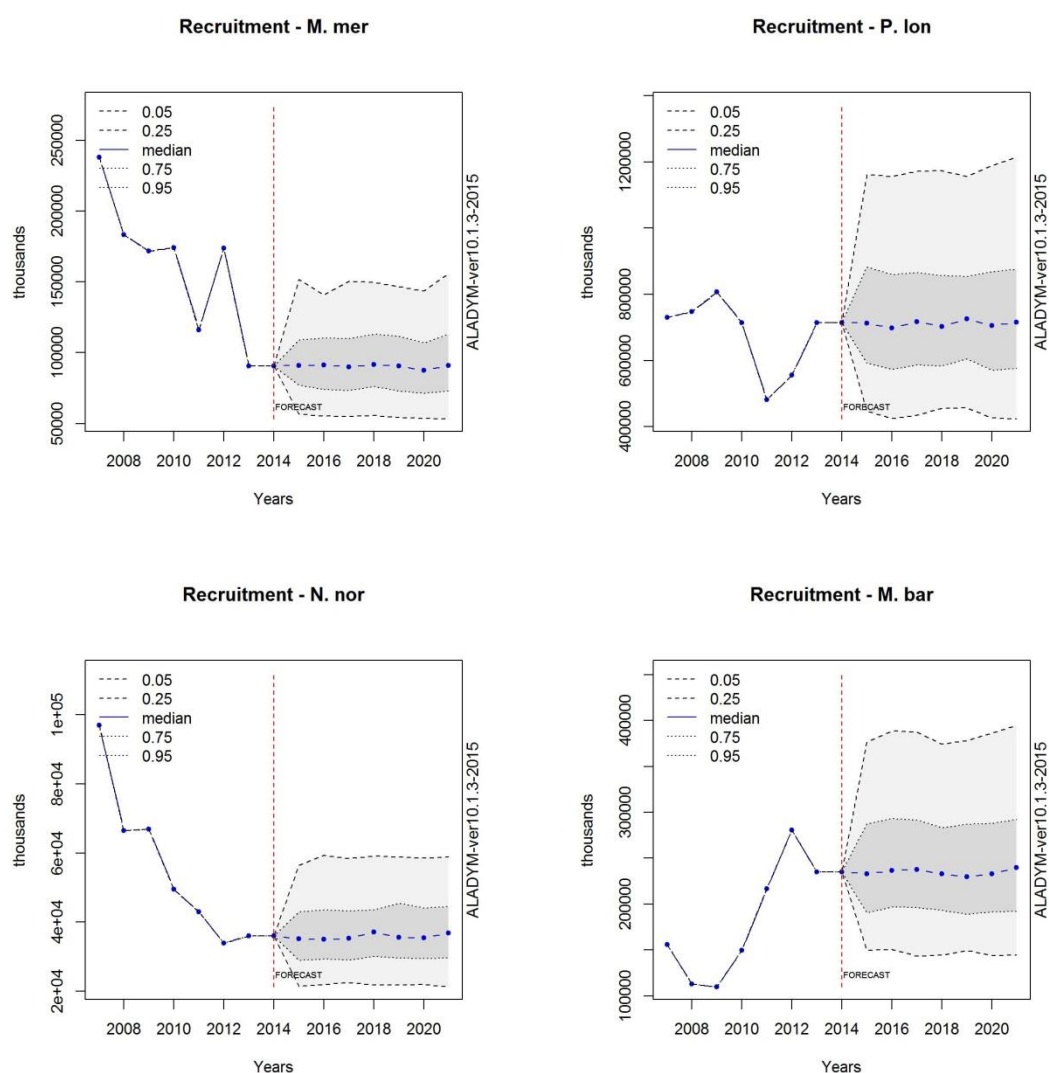 Recruitment - M. mer
250000
200000
150000
100000
50000
thousands
0.05
0.25
median
0.75
0.95
FORECAST
2008 2010 2012 2014 2016 2018 2020
Years
ALADYM-ver10.1.3-2015
Recruitment - P. lon
1200000
800000
600000
400000
thousands
0.05
0.25
median
0.75
0.95
FORECAST
2008 2010 2012 2014 2016 2018 2020
Years
ALADYM-ver10.1.3-2015
Recruitment - N. nor
1e+05
8e+04
6e+04
4e+04
2e+04
thousands
0.05
0.25
median
0.75
0.95
FORECAST
2008 2010 2012 2014 2016 2018 2020
Years
ALADYM-ver10.1.3-2015
Recruitment - M. bar
400000
300000
200000
100000
thousands
0.05
0.25
median
0.75
0.95
FORECAST
2008 2010 2012 2014 2016 2018 2020
Years
ALADYM-ver10.1.3-2015